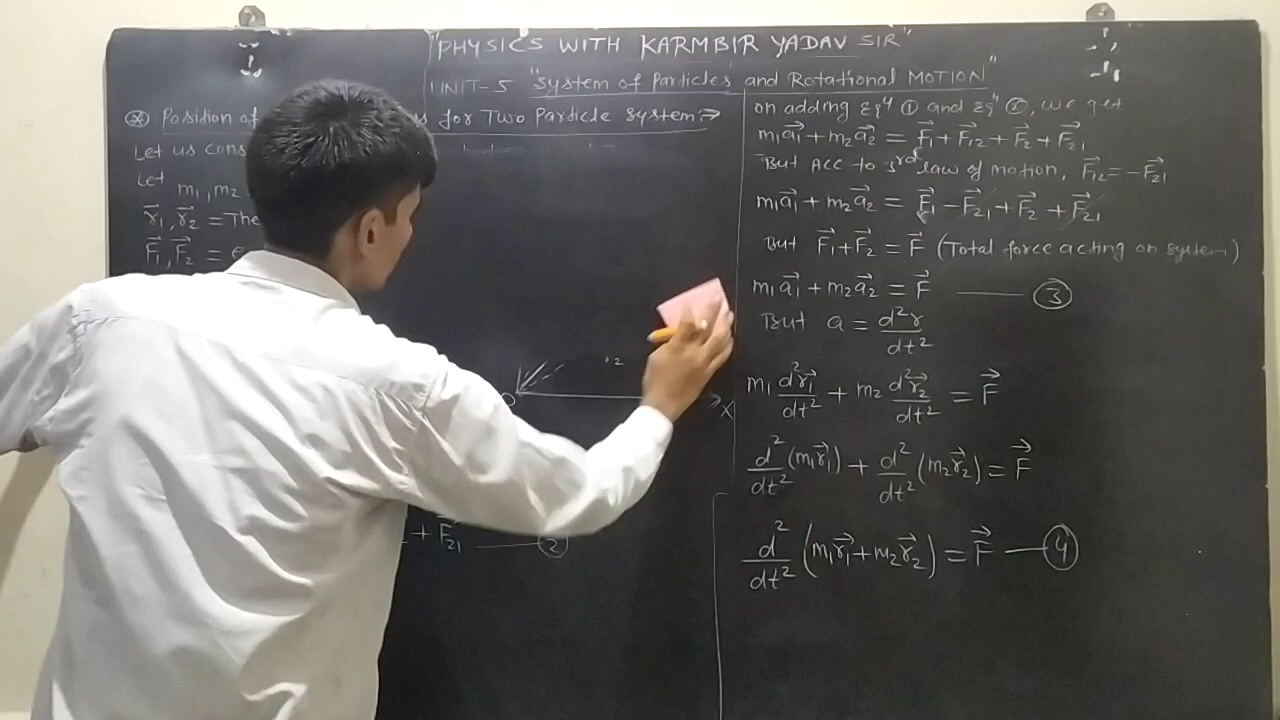 "PHYSICS WITH KARMBIR YADAV SIR"
UNIT-5 "System of Particles and Rotational MOTION"
⊛ Position of
s for Two Particle System:→
Let us cons
Let m₁, m₂
r⃗₁, r⃗₂ = The
F⃗₁, F⃗₂ = e
2
O
X
+ F⃗₂₁ —— ②
on adding Eqⁿ ① and Eqⁿ ②, we get
m₁a⃗₁ + m₂a⃗₂ = F⃗₁ + F⃗₁₂ + F⃗₂ + F⃗₂₁
But Acc to 3rd law of motion, F⃗₁₂ = -F⃗₂₁
m₁a⃗₁ + m₂a⃗₂ = F⃗₁ - F⃗₂₁ + F⃗₂ + F⃗₂₁
But F⃗₁ + F⃗₂ = F⃗ (Total force acting on system)
m₁a⃗₁ + m₂a⃗₂ = F⃗ —— ③
But a = d²r/dt²
m₁ d²r⃗₁/dt² + m₂ d²r⃗₂/dt² = F⃗
d²/dt² (m₁r⃗₁) + d²/dt² (m₂r⃗₂) = F⃗
d²/dt² (m₁r⃗₁ + m₂r⃗₂) = F⃗ —— ④